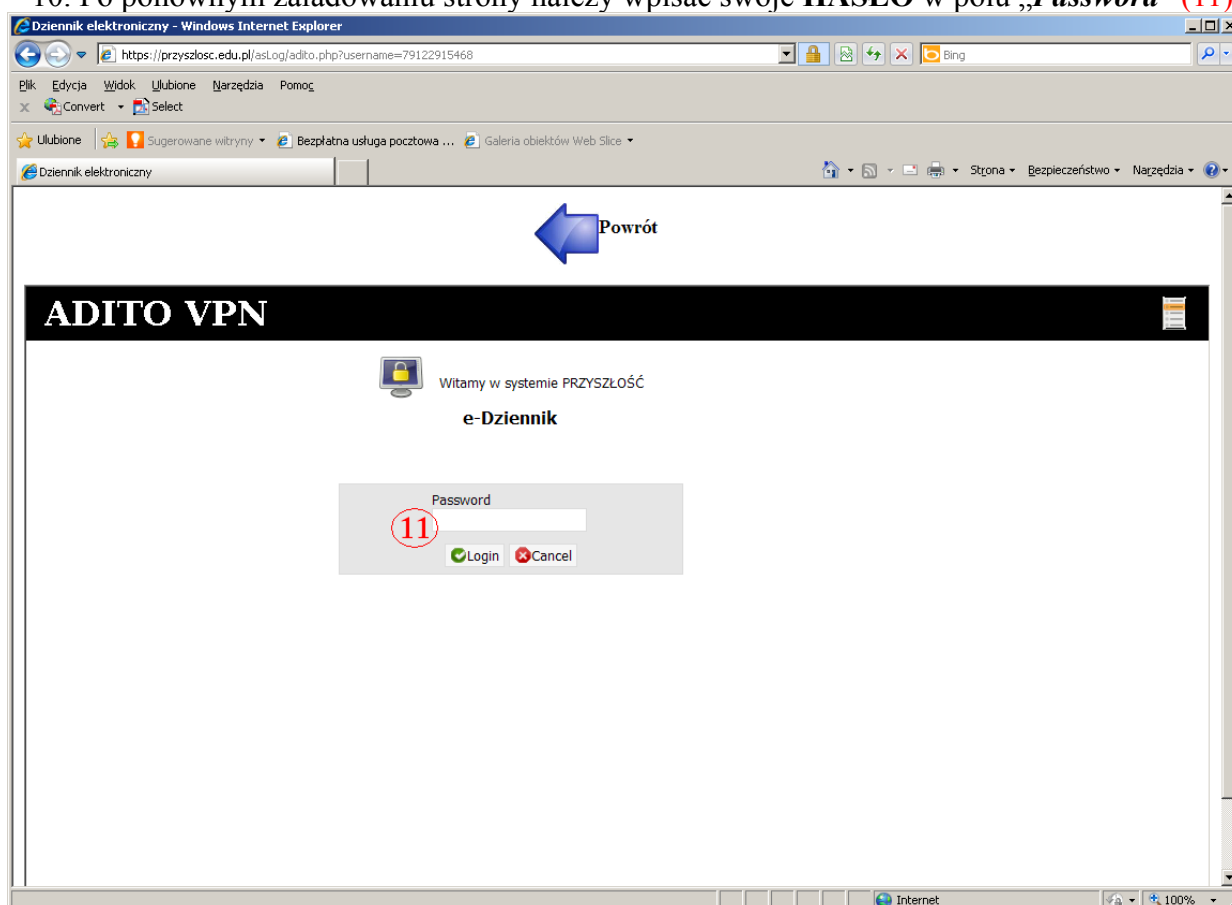 10. Po ponownym załadowaniu strony należy wpisać swoje HASŁO w polu „Password” (11)
Dziennik elektroniczny - Windows Internet Explorer
https://przyszlosc.edu.pl/asLog/adito.php?username=79122915468
Bing
Plik Edycja Widok Ulubione Narzędzia Pomoc
x Convert Select
Ulubione Sugerowane witryny Bezpłatna usługa pocztowa ... Galeria obiektów Web Slice
Dziennik elektroniczny
Strona Bezpieczeństwo Narzędzia
Powrót
ADITO VPN
Witamy w systemie PRZYSZŁOŚĆ
e-Dziennik
Password
11
Login Cancel
Internet 100%